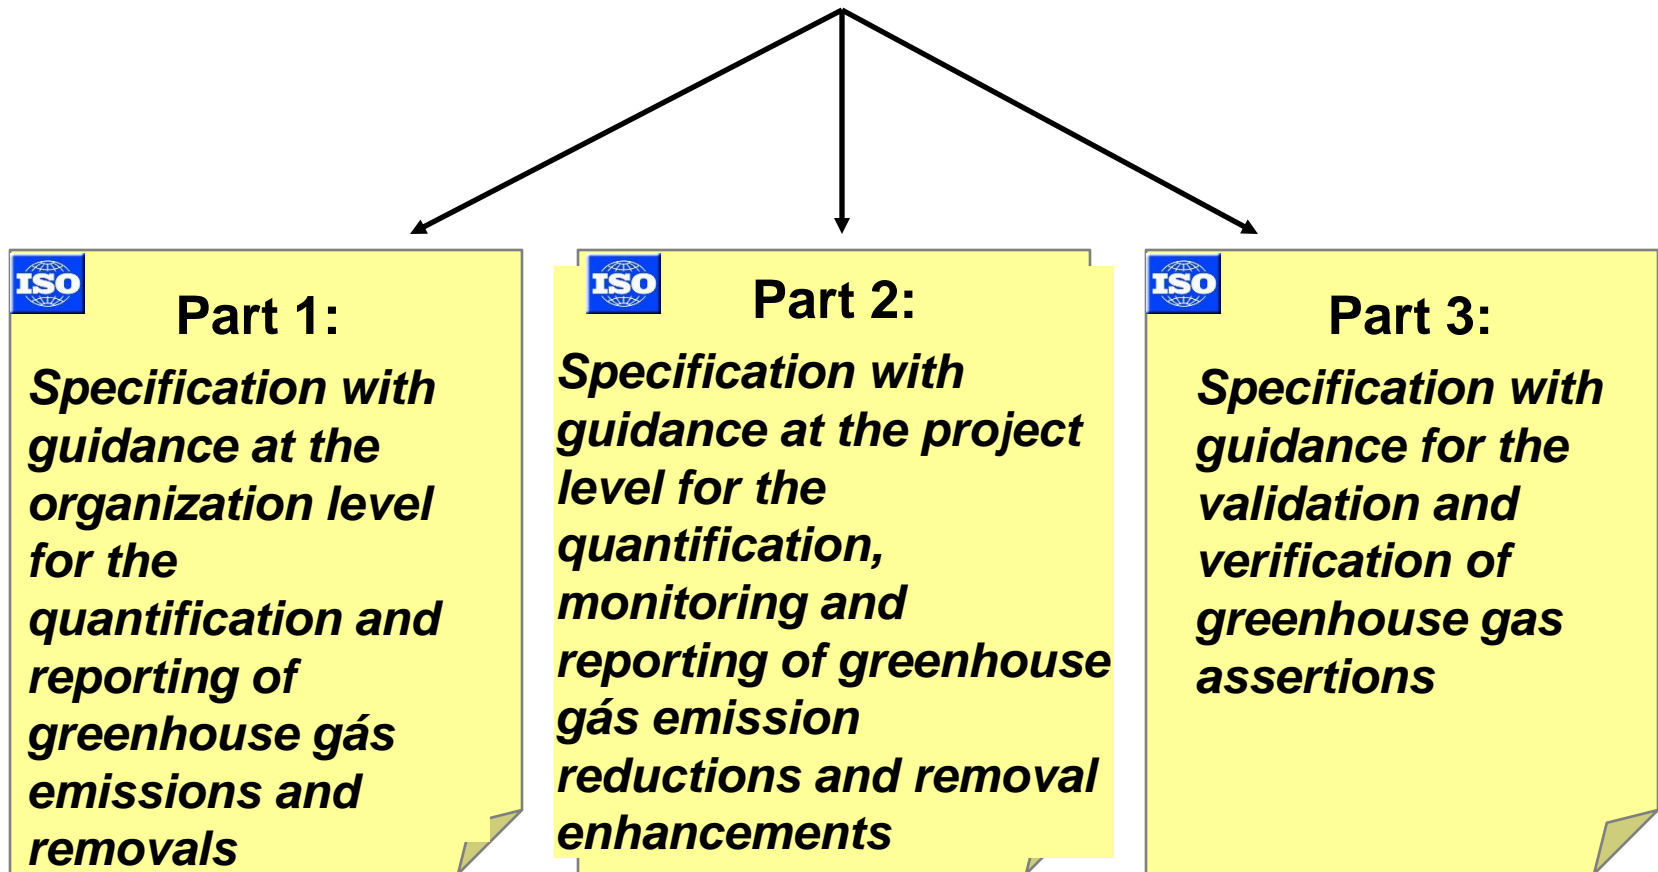 ISO
Part 1:
Specification with
guidance at the
organization level
for the
quantification and
reporting of
greenhouse gás
emissions and
removals
ISO
Part 2:
Specification with
guidance at the project
level for the
quantification,
monitoring and
reporting of greenhouse
gás emission
reductions and removal
enhancements
ISO
Part 3:
Specification with
guidance for the
validation and
verification of
greenhouse gas
assertions